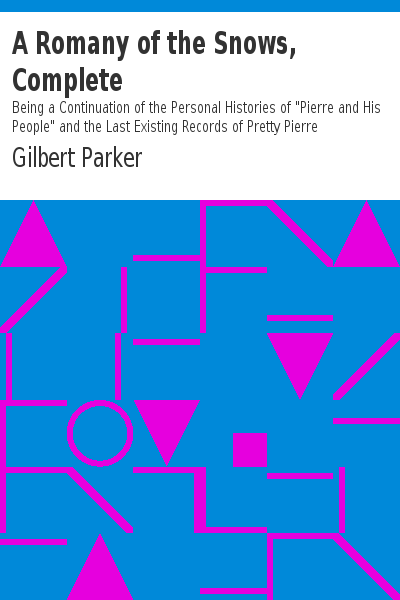 A Romany of the Snows,
Complete
Being a Continuation of the Personal Histories of "Pierre and His
People" and the Last Existing Records of Pretty Pierre
Gilbert Parker